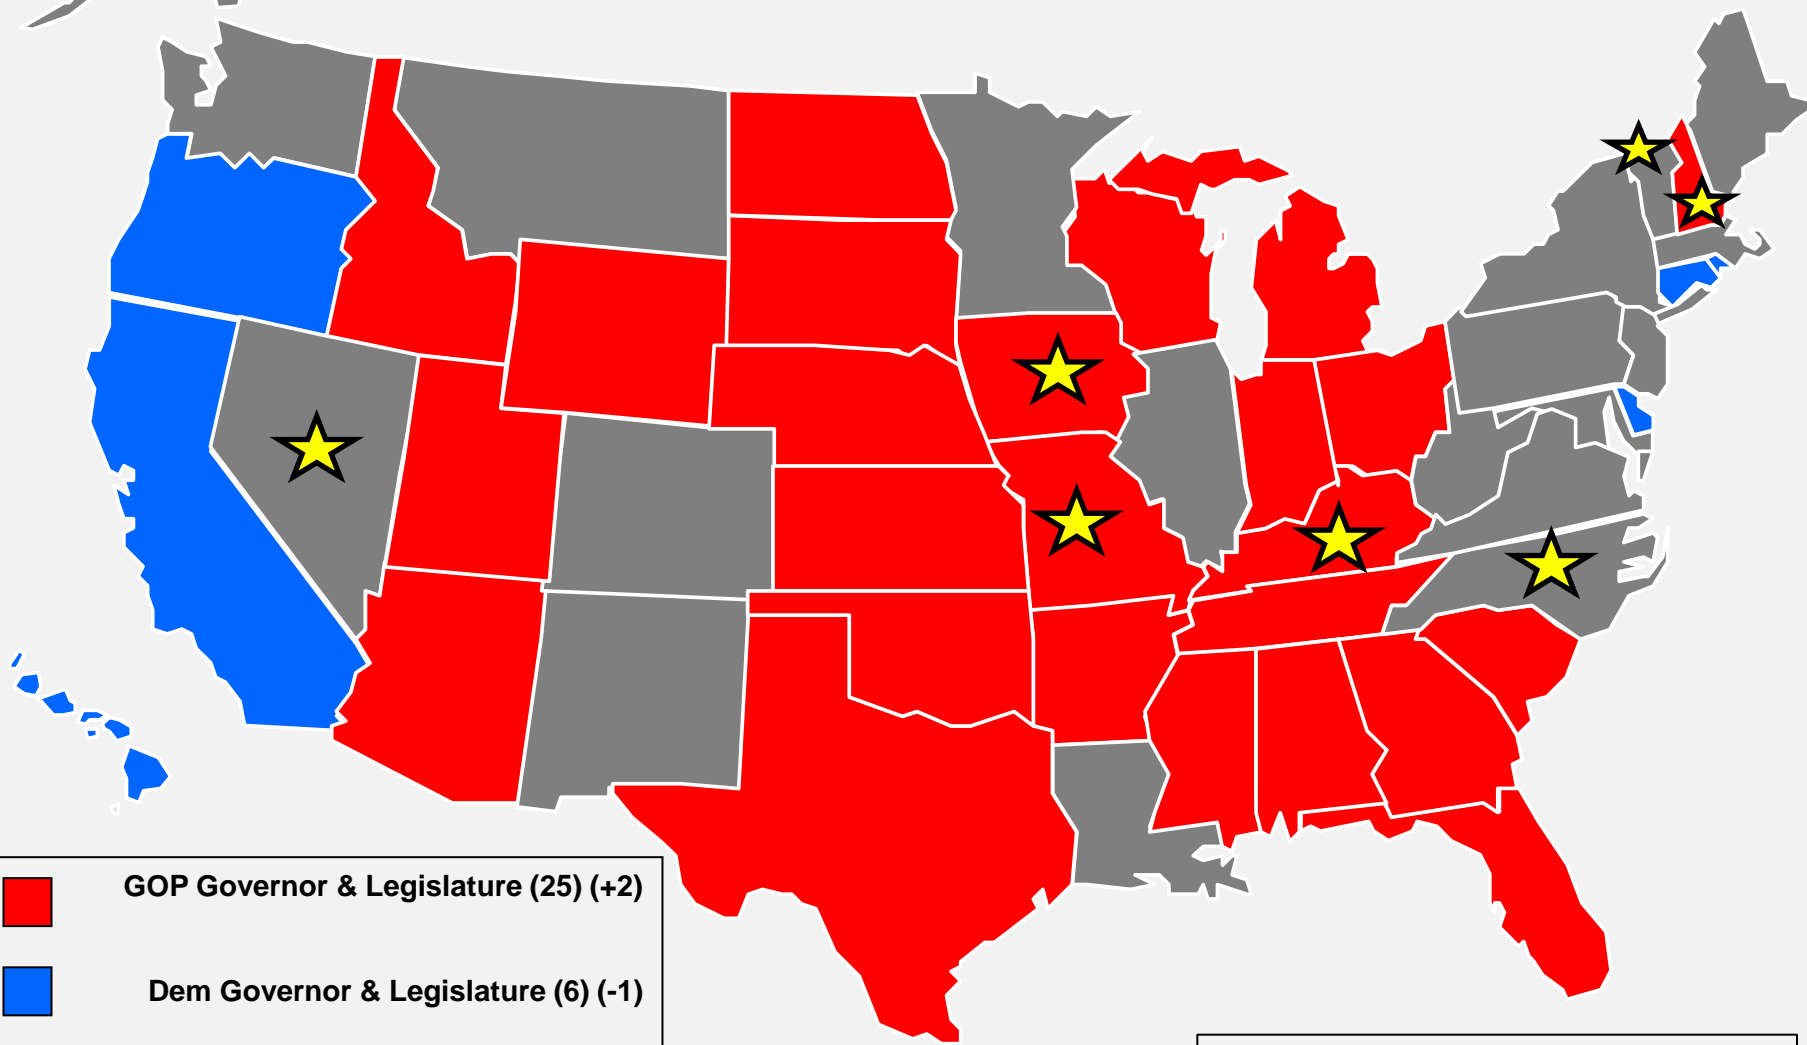 GOP Governor & Legislature (25) (+2)
Dem Governor & Legislature (6) (-1)